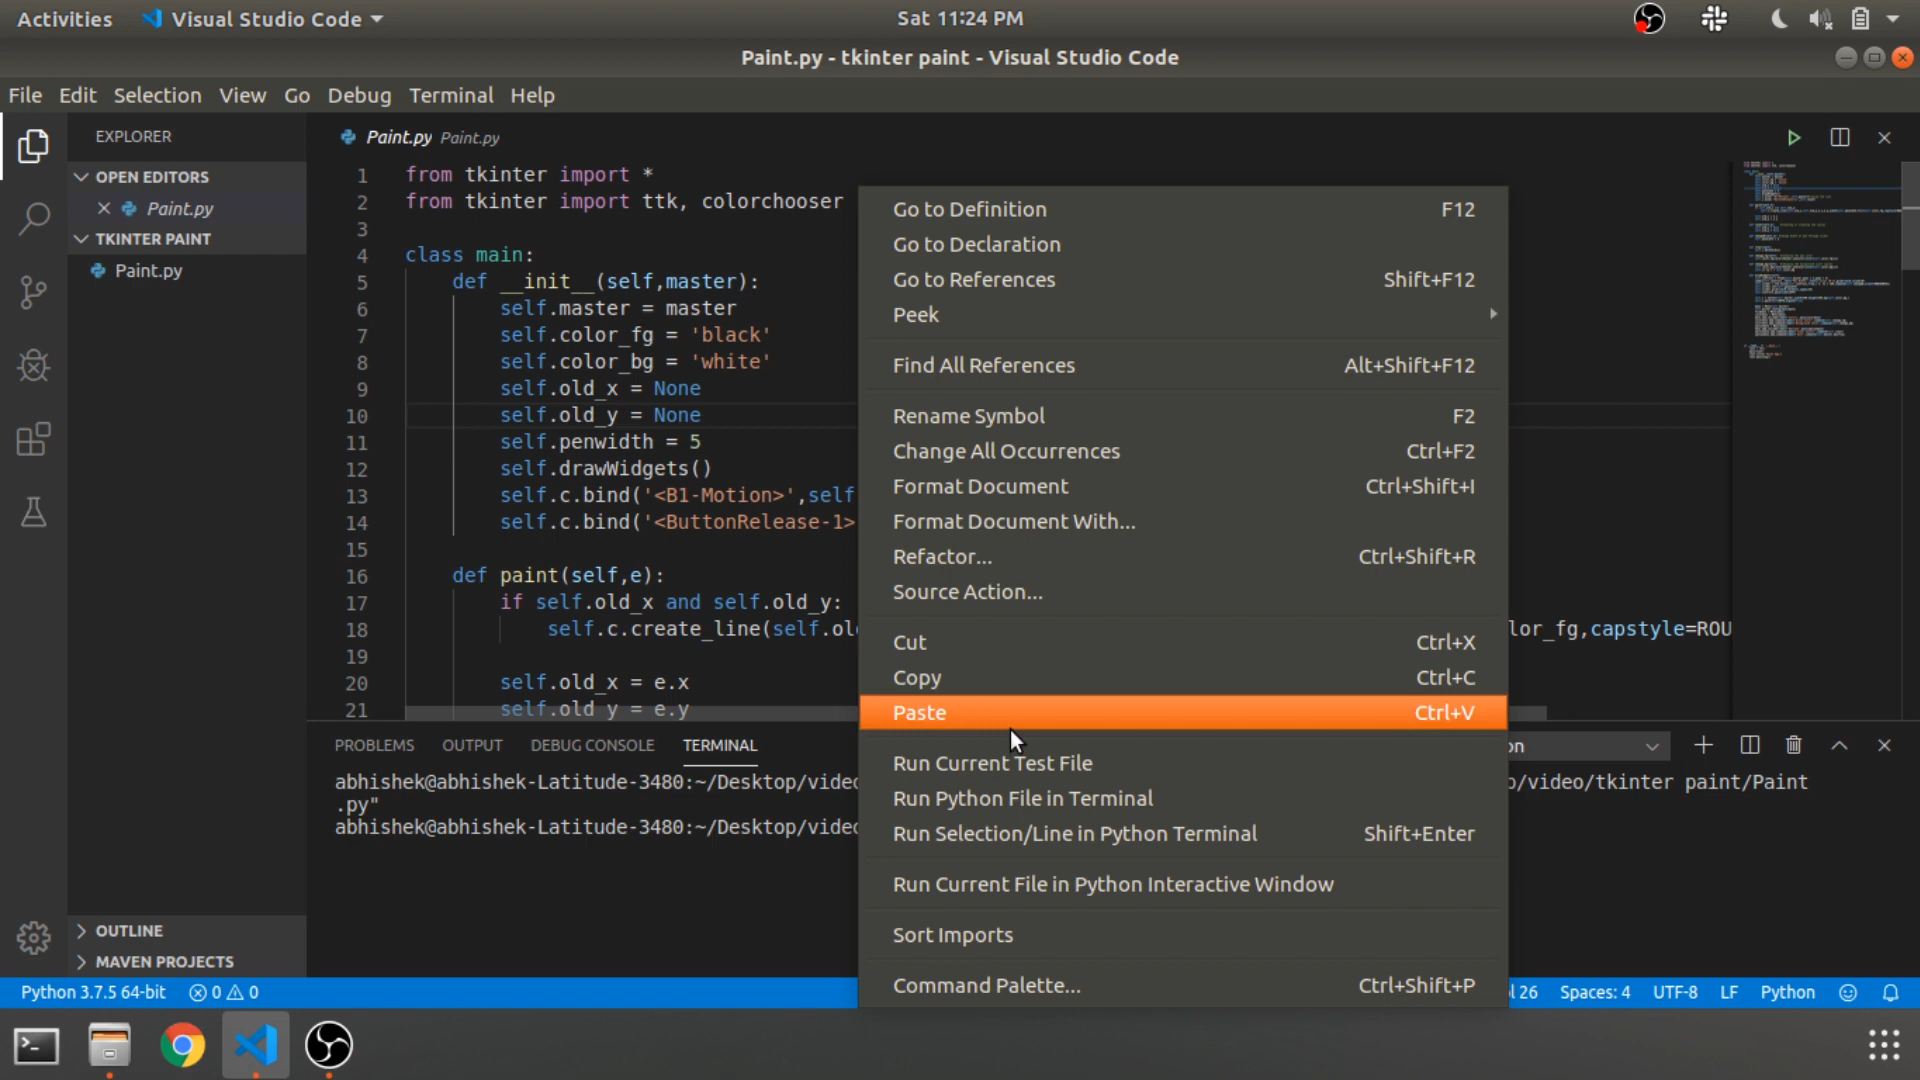 Activities
Visual Studio Code
Sat 11:24 PM
Paint.py - tkinter paint - Visual Studio Code
File Edit Selection View Go Debug Terminal Help
EXPLORER
OPEN EDITORS
Paint.py
TKINTER PAINT
Paint.py
OUTLINE
MAVEN PROJECTS
Paint.py Paint.py
1 from tkinter import *
2 from tkinter import ttk, colorchooser
3
4 class main:
5 def __init__(self,master):
6 self.master = master
7 self.color_fg = 'black'
8 self.color_bg = 'white'
9 self.old_x = None
10 self.old_y = None
11 self.penwidth = 5
12 self.drawWidgets()
13 self.c.bind('<B1-Motion>',self
14 self.c.bind('<ButtonRelease-1>
15
16 def paint(self,e):
17 if self.old_x and self.old_y:
18 self.c.create_line(self.ol lor_fg,capstyle=ROU
19
20 self.old_x = e.x
21 self.old_y = e.y
Go to Definition F12
Go to Declaration
Go to References Shift+F12
Peek
Find All References Alt+Shift+F12
Rename Symbol F2
Change All Occurrences Ctrl+F2
Format Document Ctrl+Shift+I
Format Document With...
Refactor... Ctrl+Shift+R
Source Action...
Cut Ctrl+X
Copy Ctrl+C
Paste Ctrl+V
Run Current Test File
Run Python File in Terminal
Run Selection/Line in Python Terminal Shift+Enter
Run Current File in Python Interactive Window
Sort Imports
Command Palette... Ctrl+Shift+P
PROBLEMS OUTPUT DEBUG CONSOLE TERMINAL
on
abhishek@abhishek-Latitude-3480:~/Desktop/video /video/tkinter paint/Paint
.py"
abhishek@abhishek-Latitude-3480:~/Desktop/video
Python 3.7.5 64-bit 0 0
l 26 Spaces: 4 UTF-8 LF Python